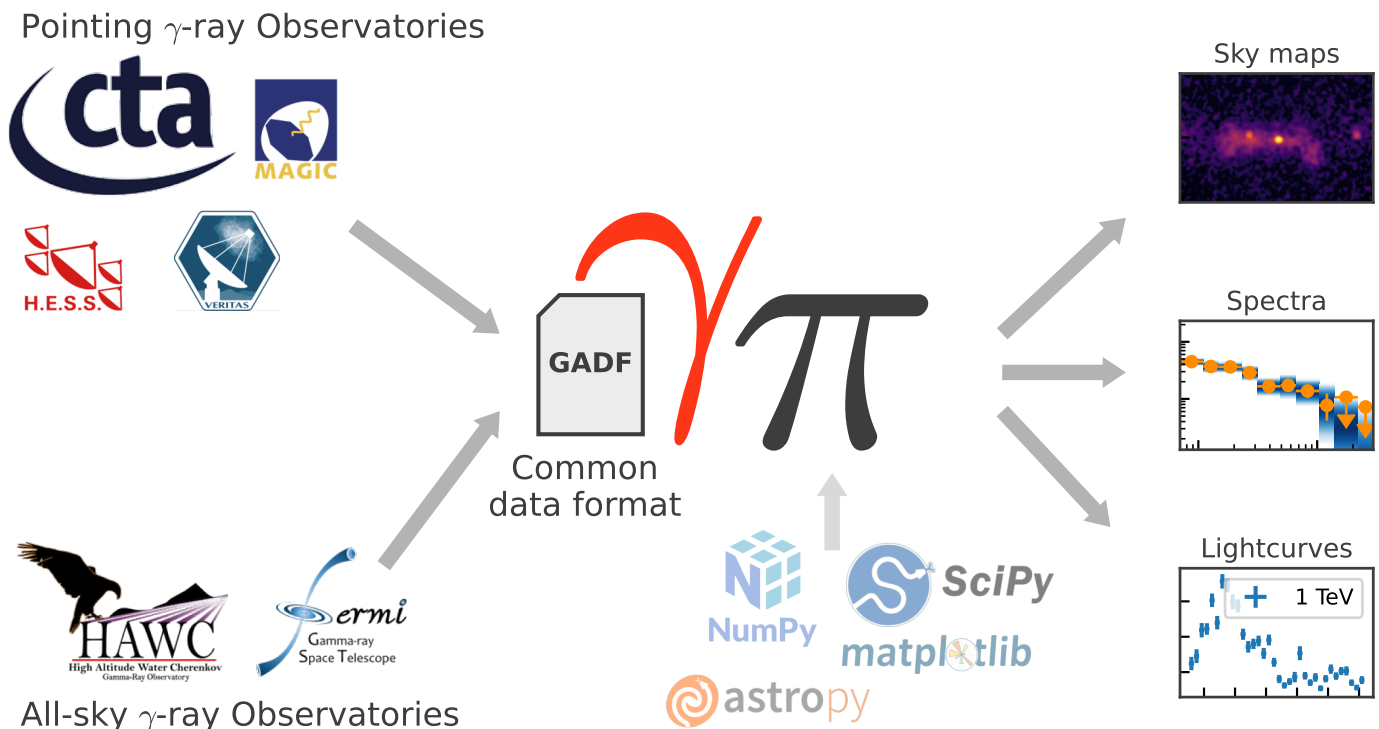 Pointing γ-ray Observatories
cta
MAGIC
H.E.S.S.
VERITAS
GADF
γπ
Common
data format
HAWC
High Altitude Water Cherenkov
Gamma-Ray Observatory
Fermi
Gamma-ray
Space Telescope
All-sky γ-ray Observatories
NumPy
SciPy
matplotlib
astropy
Sky maps
Spectra
Lightcurves
1 TeV